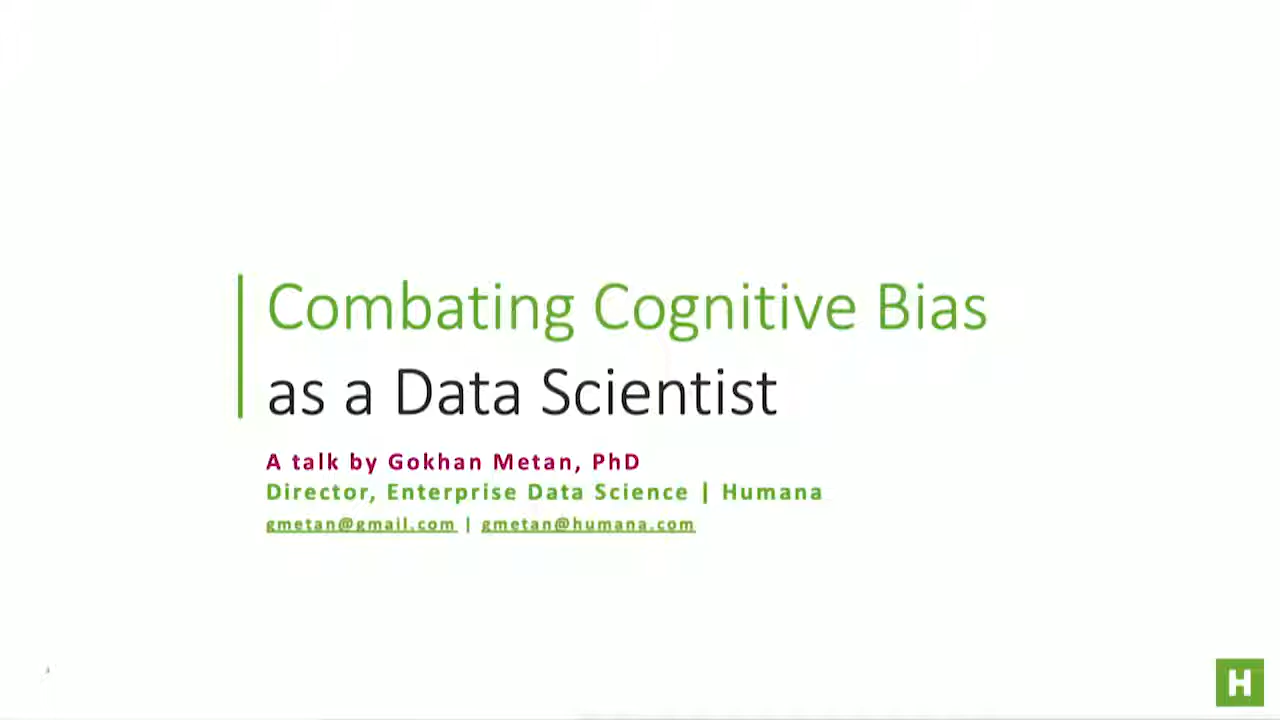 Combating Cognitive Bias
as a Data Scientist
A talk by Gokhan Metan, PhD
Director, Enterprise Data Science | Humana
gmetan@gmail.com | gmetan@humana.com
H